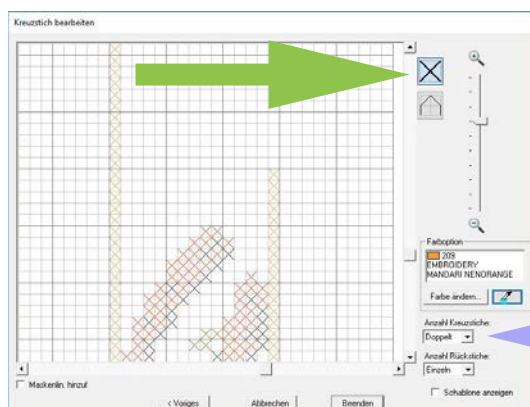 Kreuzstich bearbeiten
Farboption
209
EMBROIDERY
MANDARI NENORANGE
Farbe ändern...
Anzahl Kreuzstiche:
Doppelt
Anzahl Rückstiche:
Einzeln
Maskenlin. hinzuf
Schablone anzeigen
< Voriges
Abbrechen
Beenden